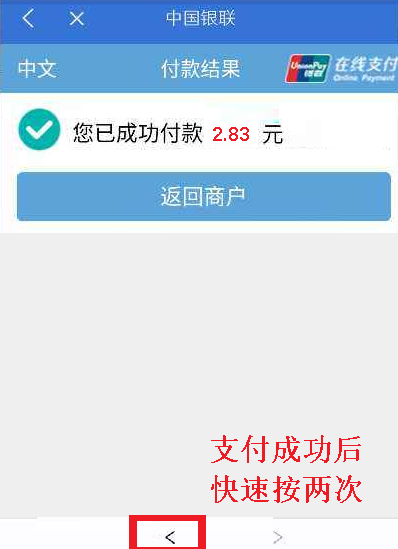 中国银联
中文
付款结果
UnionPay
银联
在线支付
Online Payment
您已成功付款 2.83 元
返回商户
支付成功后
快速按两次